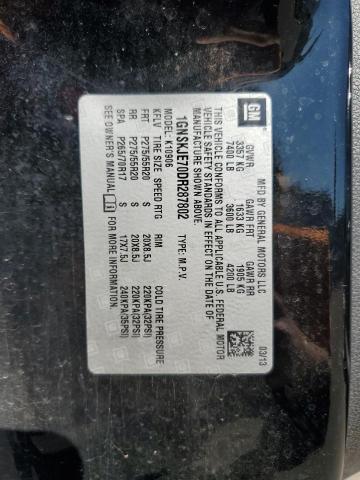 GM
MFD BY GENERAL MOTORS LLC
03/13
GVWR GAWR FRT GAWR RR
3357 KG 1633 KG 1905 KG
7400 LB 3600 LB 4200 LB
THIS VEHICLE CONFORMS TO ALL APPLICABLE U.S. FEDERAL MOTOR
VEHICLE SAFETY STANDARDS IN EFFECT ON THE DATE OF
MANUFACTURE SHOWN ABOVE.
1GNSKJE70DR287802 TYPE: M.P.V.
MODEL: K10906
KFLV TIRE SIZE SPEED RTG RIM COLD TIRE PRESSURE
FRT P275/55R20 S 20X8.5J 220KPA(32PSI)
RR P275/55R20 S 20X8.5J 220KPA(32PSI)
SPA P265/70R17 S 17X7.5J 240KPA(35PSI)
SEE OWNER'S MANUAL i FOR MORE INFORMATION.